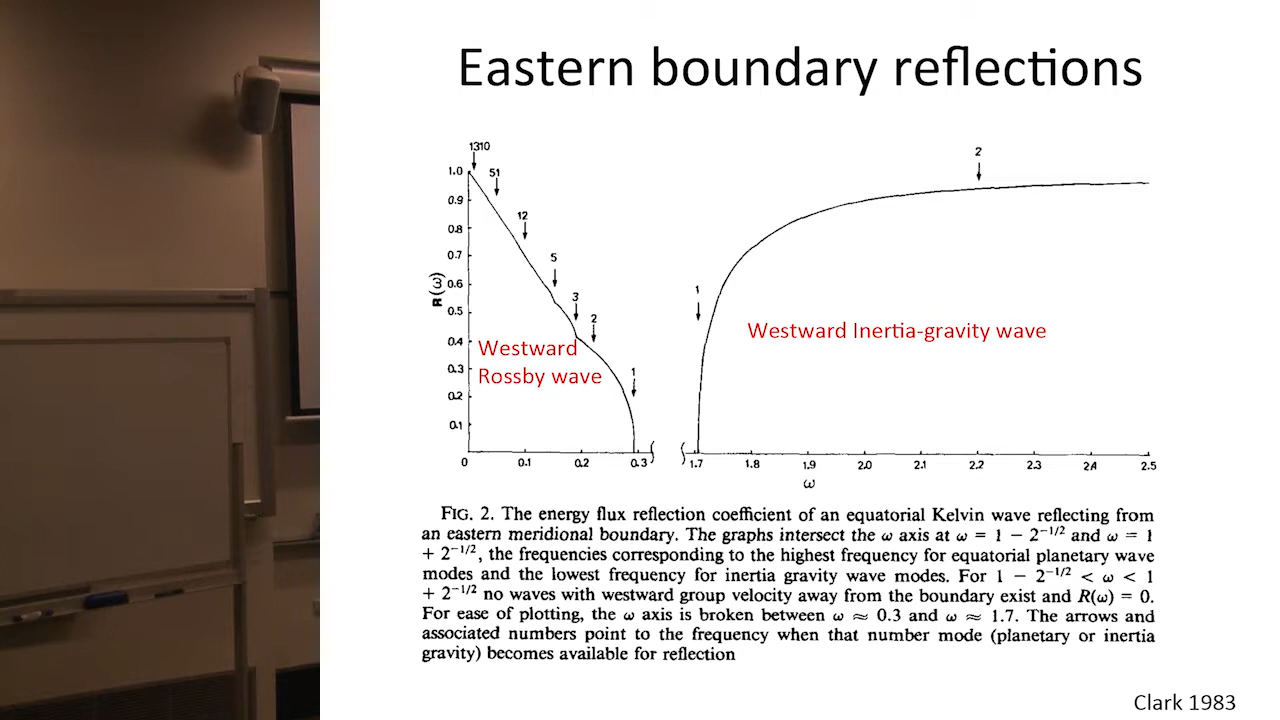 Eastern boundary reflections
1310
51
12
5
3
2
1
1
2
1.0
0.9
0.8
0.7
0.6
0.5
0.4
0.3
0.2
0.1
R(ω)
Westward
Rossby wave
Westward Inertia-gravity wave
0 0.1 0.2 0.3 1.7 1.8 1.9 2.0 2.1 2.2 2.3 2.4 2.5
ω
FIG. 2. The energy flux reflection coefficient of an equatorial Kelvin wave reflecting from
an eastern meridional boundary. The graphs intersect the ω axis at ω = 1 − 2^{−1/2} and ω = 1
+ 2^{−1/2}, the frequencies corresponding to the highest frequency for equatorial planetary wave
modes and the lowest frequency for inertia gravity wave modes. For 1 − 2^{−1/2} < ω < 1
+ 2^{−1/2} no waves with westward group velocity away from the boundary exist and R(ω) = 0.
For ease of plotting, the ω axis is broken between ω ≈ 0.3 and ω ≈ 1.7. The arrows and
associated numbers point to the frequency when that number mode (planetary or inertia
gravity) becomes available for reflection
Clark 1983